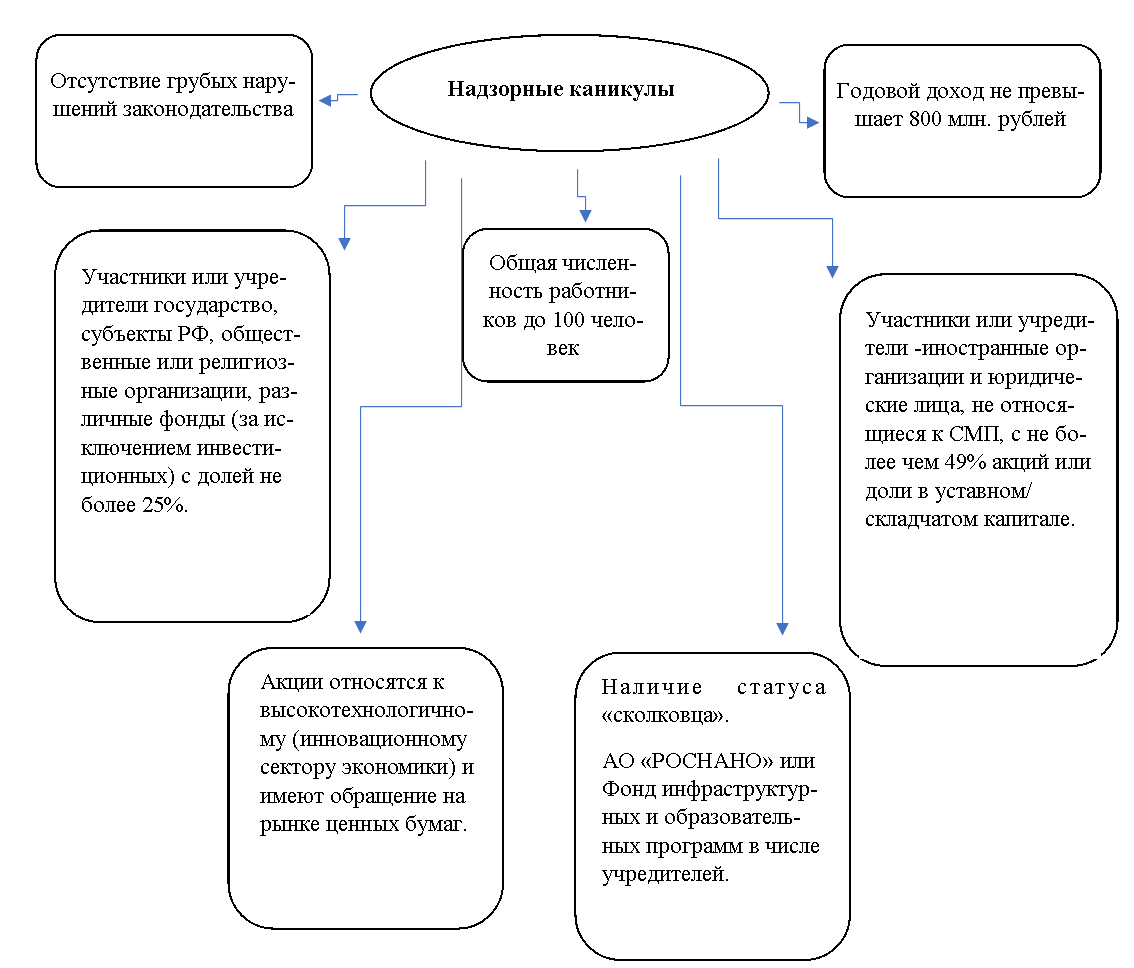 Надзорные каникулы
Отсутствие грубых нару-
шений законодательства
Годовой доход не превы-
шает 800 млн. рублей
Участники или учре-
дители государство,
субъекты РФ, общест-
венные или религиоз-
ные организации, раз-
личные фонды (за ис-
ключением инвести-
ционных) с долей не
более 25%.
Общая числен-
ность работни-
ков до 100 чело-
век
Участники или учреди-
тели -иностранные ор-
ганизации и юридиче-
ские лица, не относя-
щиеся к СМП, с не бо-
лее чем 49% акций или
доли в уставном/
складчатом капитале.
Акции относятся к
высокотехнологично-
му (инновационному
сектору экономики) и
имеют обращение на
рынке ценных бумаг.
Наличие статуса
«сколковца».
АО «РОСНАНО» или
Фонд инфраструктур-
ных и образователь-
ных программ в числе
учредителей.